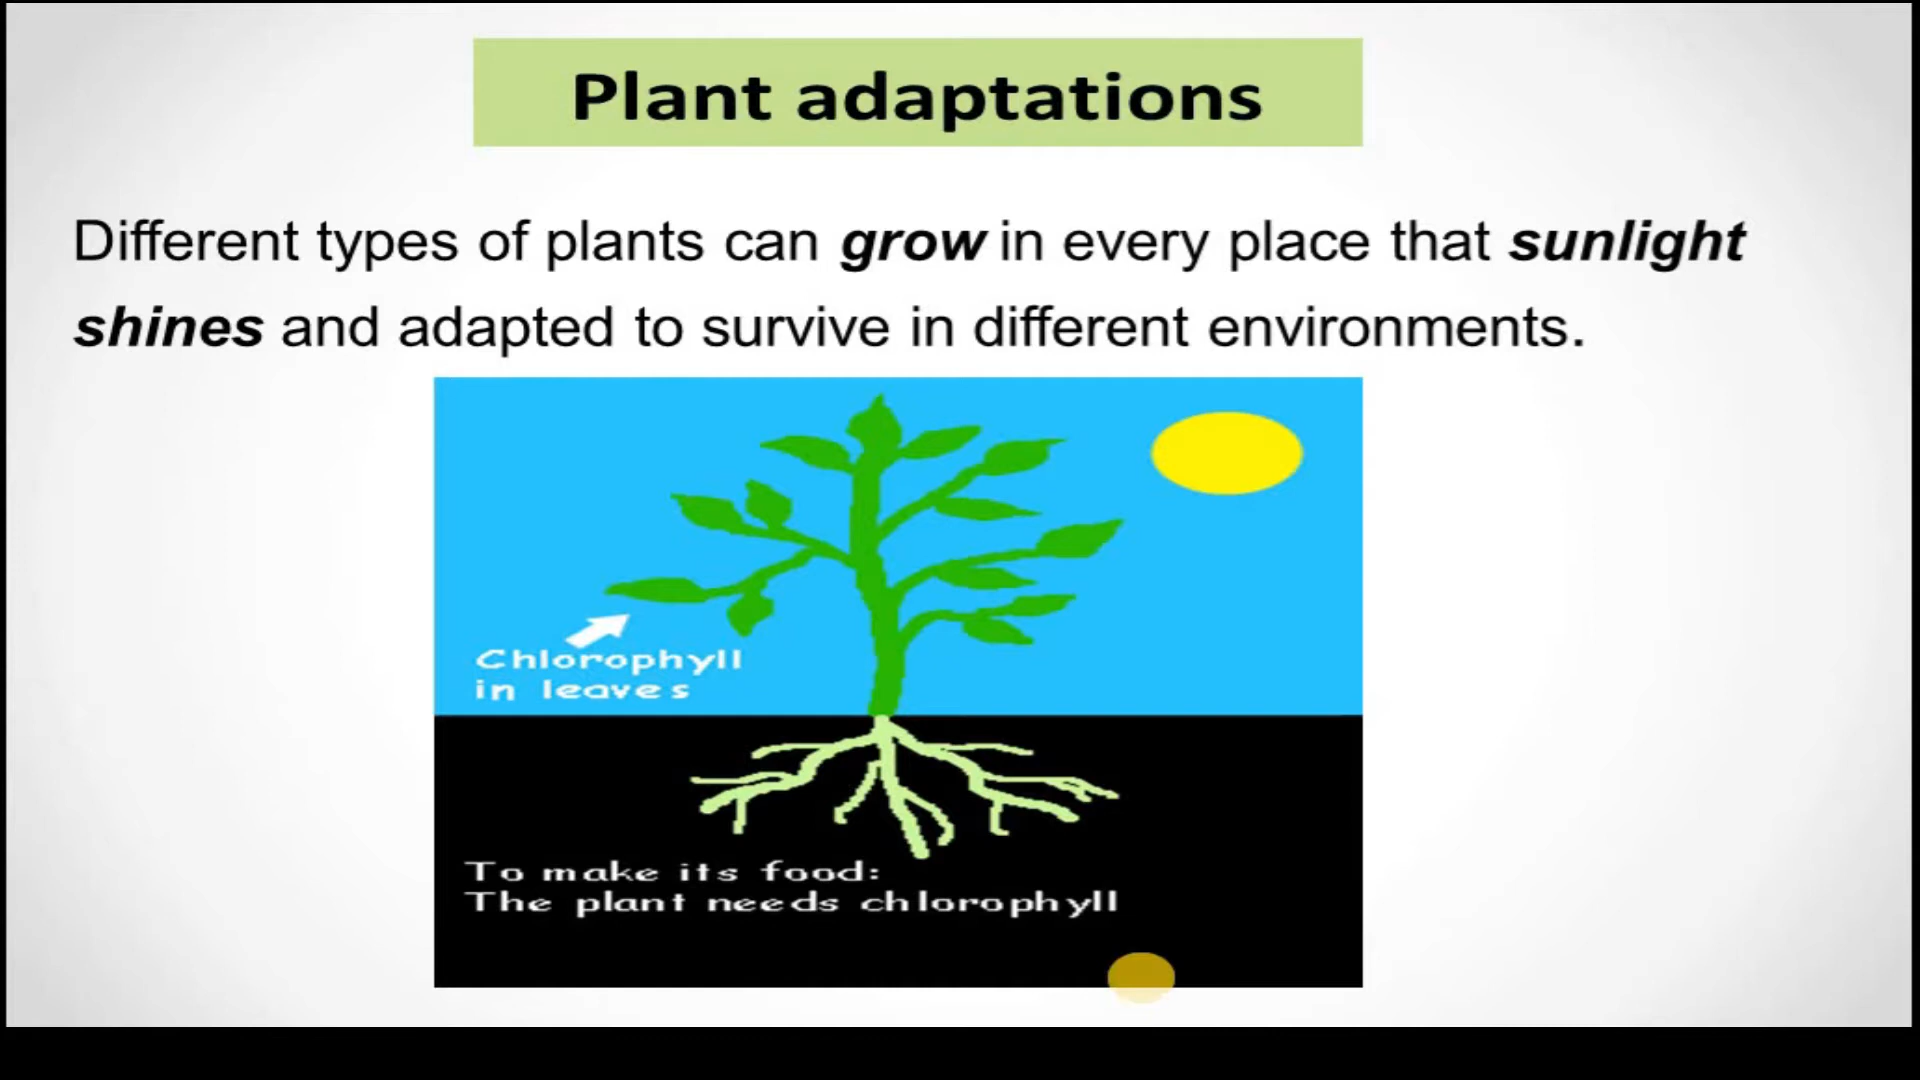 Plant adaptations
Different types of plants can grow in every place that sunlight
shines and adapted to survive in different environments.
Chlorophyll
in leaves
To make its food:
The plant needs chlorophyll